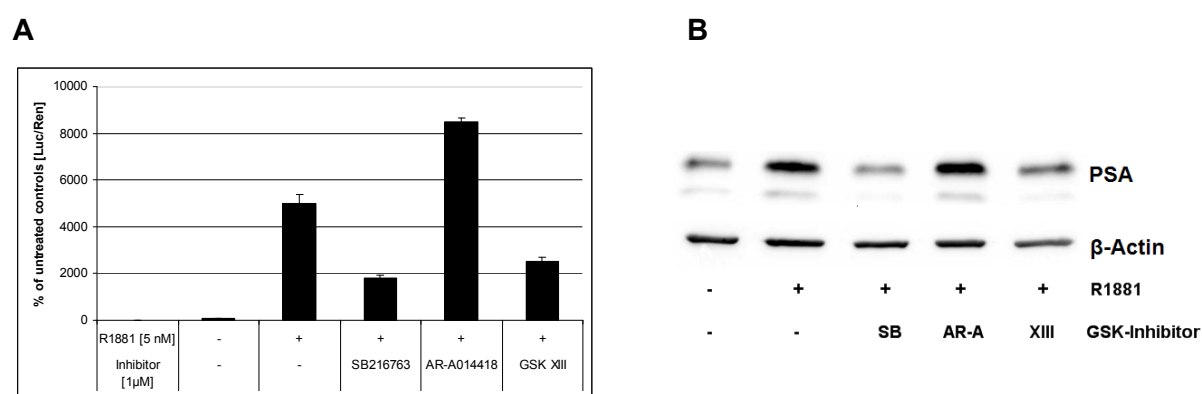 A
B
% of untreated controls [Luc/Ren]
10000
8000
6000
4000
2000
0
R1881 [5 nM] - + + + +
Inhibitor [1µM] - - SB216763 AR-A014418 GSK XIII
PSA
β-Actin
- + + + + R1881
- - SB AR-A XIII GSK-Inhibitor